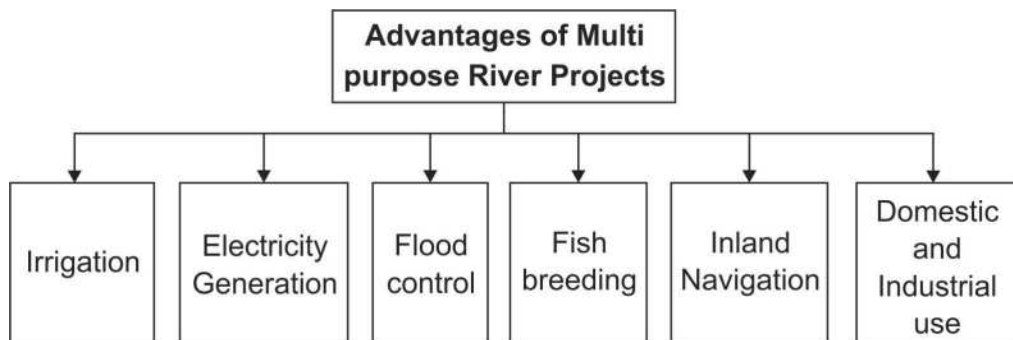 Advantages of Multi
purpose River Projects
Irrigation
Electricity
Generation
Flood
control
Fish
breeding
Inland
Navigation
Domestic
and
Industrial
use